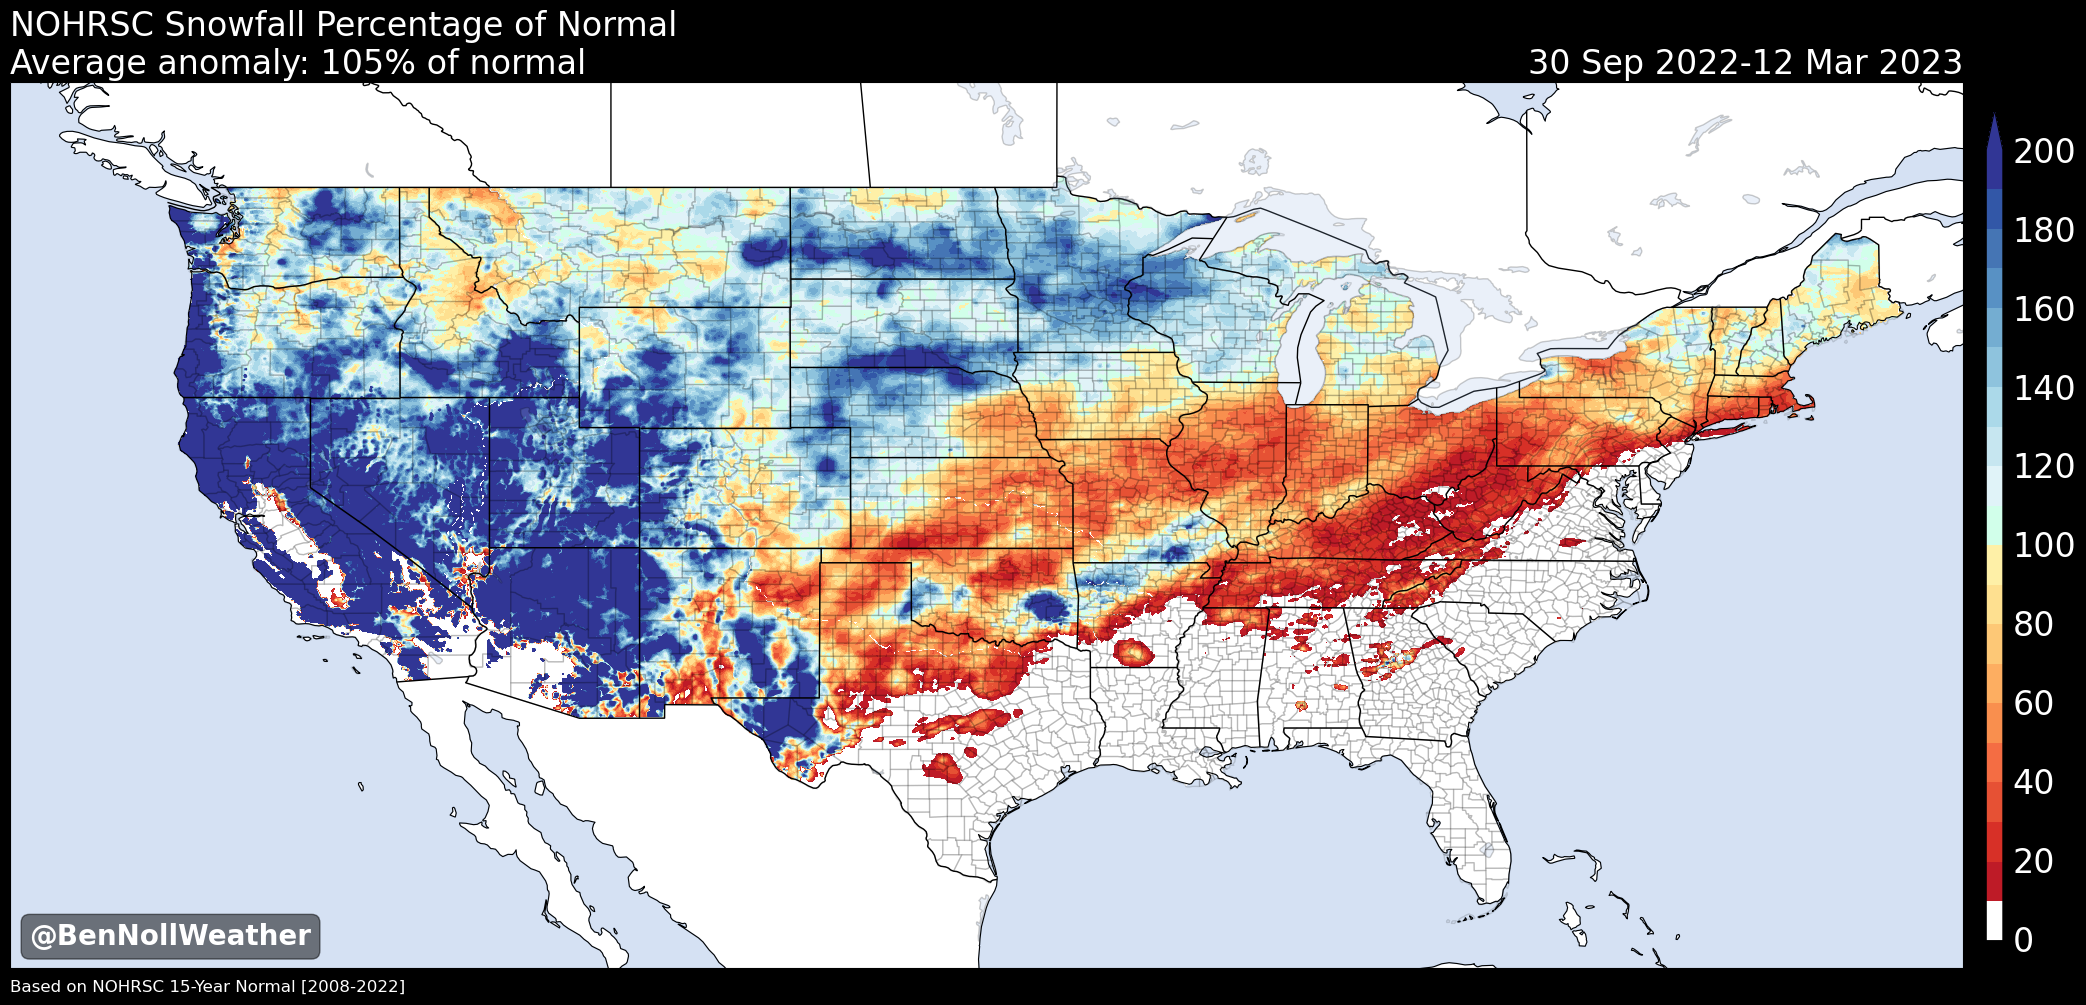 NOHRSC Snowfall Percentage of Normal
Average anomaly: 105% of normal
30 Sep 2022-12 Mar 2023
200
180
160
140
120
100
80
60
40
20
0
@BenNollWeather
Based on NOHRSC 15-Year Normal [2008-2022]